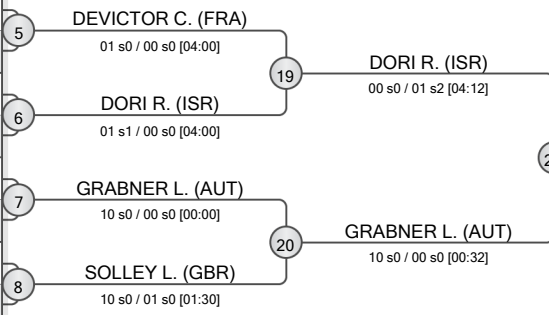 5
DEVICTOR C. (FRA)
01 s0 / 00 s0 [04:00]
19
DORI R. (ISR)
00 s0 / 01 s2 [04:12]
6
DORI R. (ISR)
01 s1 / 00 s0 [04:00]
7
GRABNER L. (AUT)
10 s0 / 00 s0 [00:00]
20
GRABNER L. (AUT)
10 s0 / 00 s0 [00:32]
8
SOLLEY L. (GBR)
10 s0 / 01 s0 [01:30]